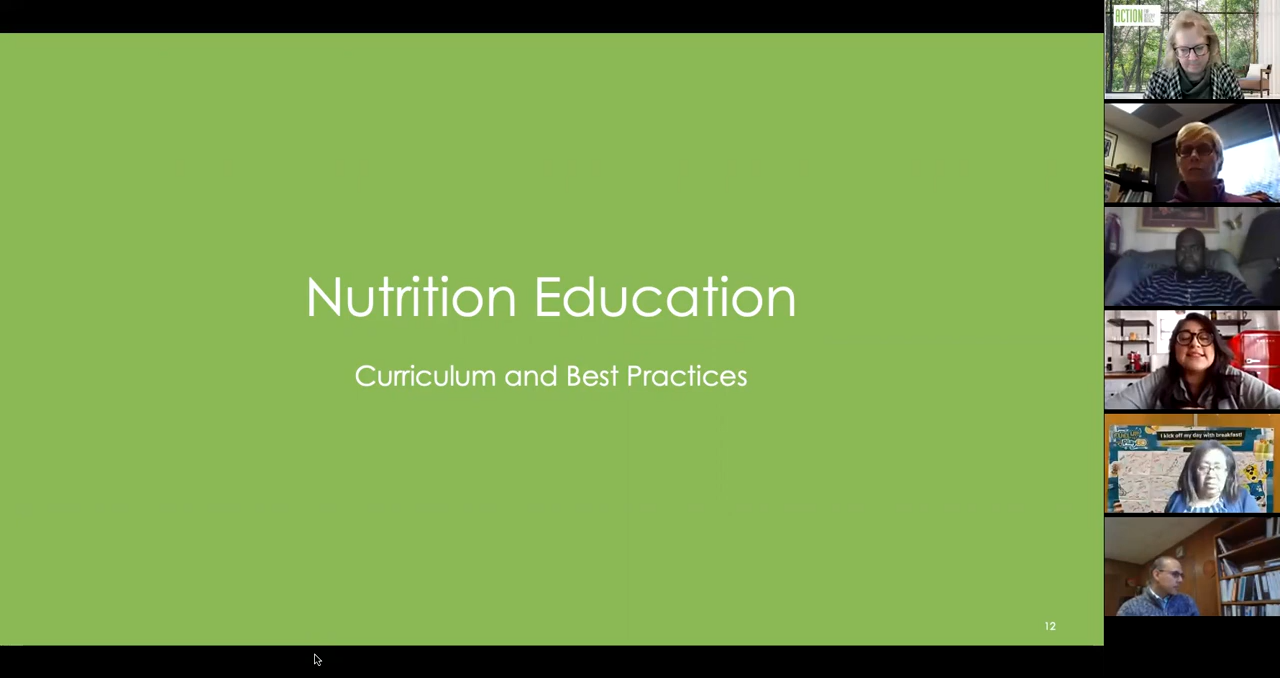 Nutrition Education
Curriculum and Best Practices
12
ACTION
I kick off my day with breakfast!